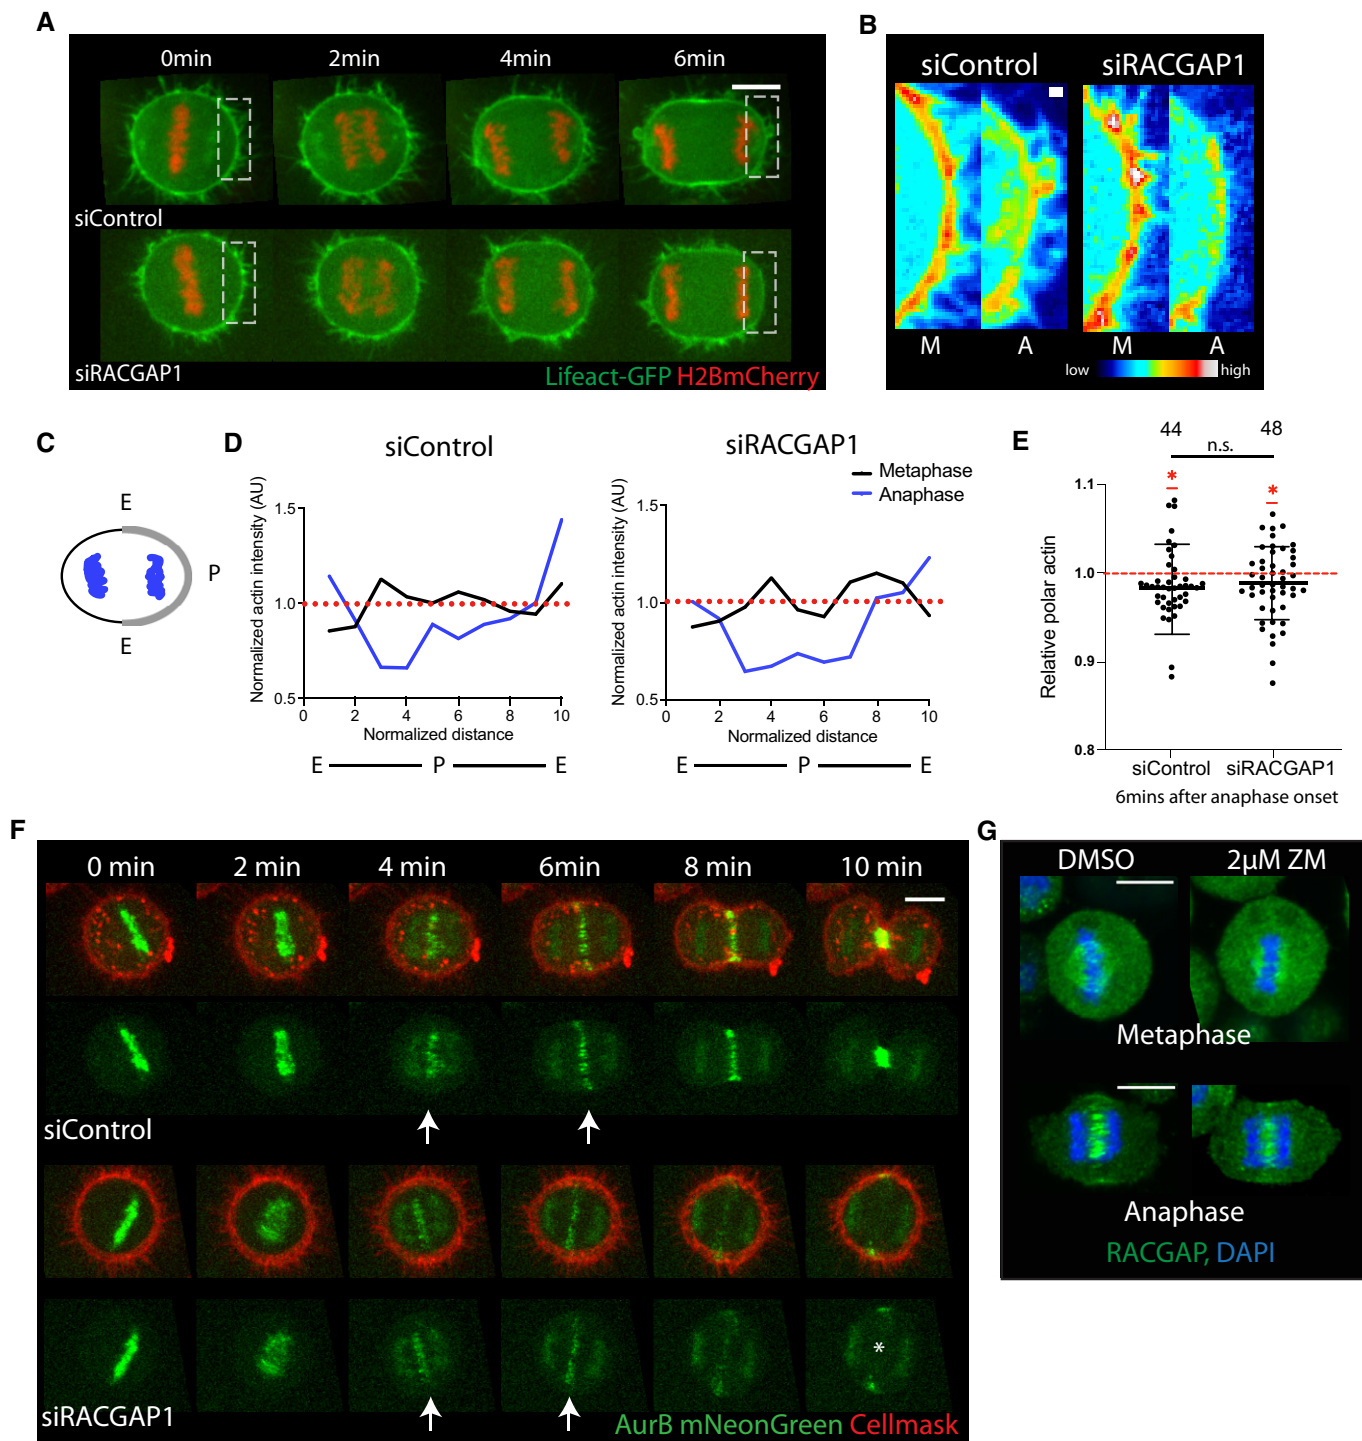 A
0min 2min 4min 6min
siControl
siRACGAP1
Lifeact-GFP H2BmCherry
B
siControl siRACGAP1
M A M A
low high
C
E
P
E
D
siControl
Normalized actin intensity (AU)
1.5
1.0
0.5
0 2 4 6 8 10
Normalized distance
E P E
siRACGAP1
Metaphase
Anaphase
Normalized actin intensity (AU)
1.5
1.0
0.5
0 2 4 6 8 10
Normalized distance
E P E
E
44 48
n.s.
* *
Relative polar actin
1.1
1.0
0.9
0.8
siControl siRACGAP1
6mins after anaphase onset
F
0 min 2 min 4 min 6min 8 min 10 min
siControl
*
siRACGAP1
AurB mNeonGreen Cellmask
G
DMSO 2µM ZM
Metaphase
Anaphase
RACGAP, DAPI